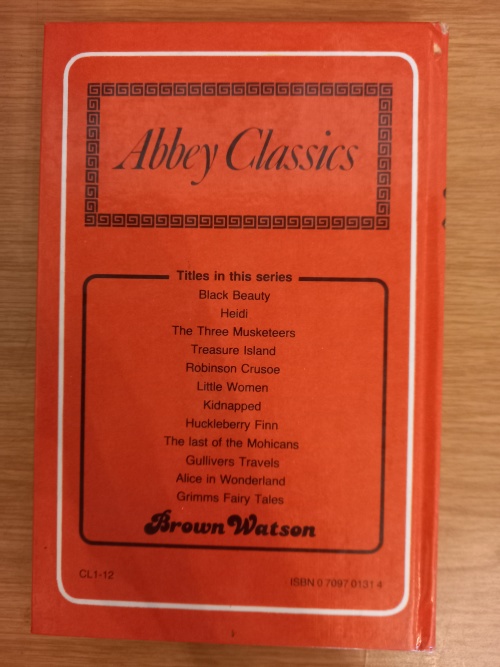 Abbey Classics
Titles in this series
Black Beauty
Heidi
The Three Musketeers
Treasure Island
Robinson Crusoe
Little Women
Kidnapped
Huckleberry Finn
The last of the Mohicans
Gullivers Travels
Alice in Wonderland
Grimms Fairy Tales
Brown Watson
CL1-12
ISBN 0 7097 0131 4